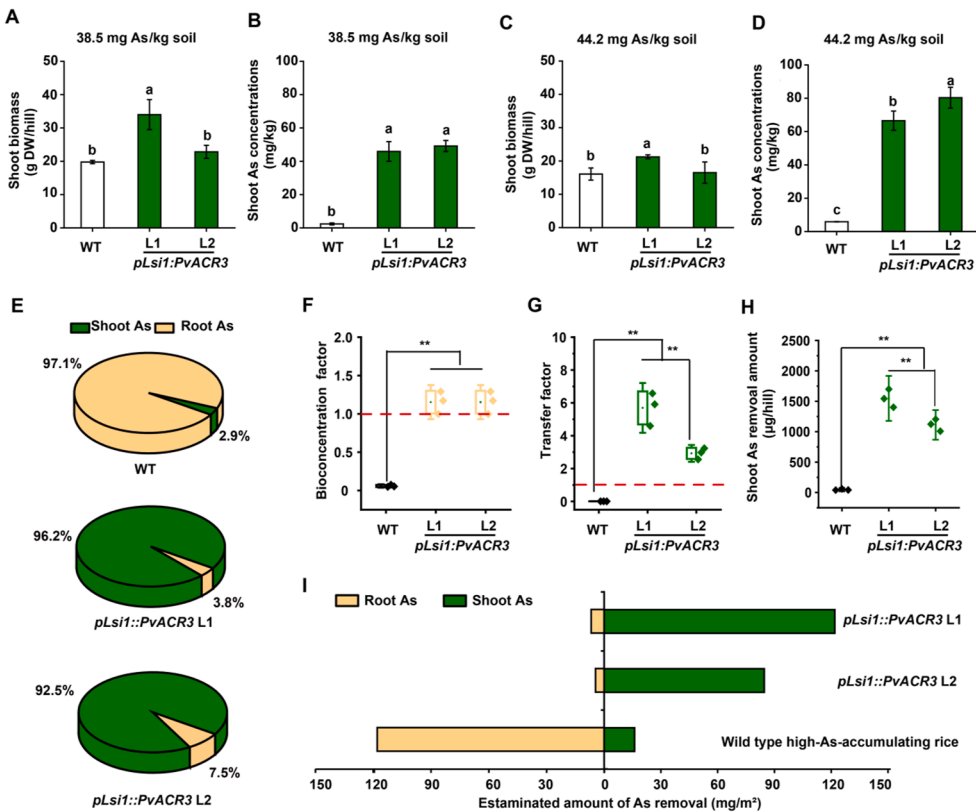 A
38.5 mg As/kg soil
Shoot biomass
(g DW/hill)
50
40
30
20
10
0
b
a
b
WT
L1
L2
pLsi1:PvACR3
B
38.5 mg As/kg soil
Shoot As concentrations
(mg/kg)
100
80
60
40
20
0
b
a
a
WT
L1
L2
pLsi1:PvACR3
C
44.2 mg As/kg soil
Shoot biomass
(g DW/hill)
50
40
30
20
10
0
b
a
b
WT
L1
L2
pLsi1:PvACR3
D
44.2 mg As/kg soil
Shoot As concentrations
(mg/kg)
100
80
60
40
20
0
c
b
a
WT
L1
L2
pLsi1:PvACR3
E
Shoot As
Root As
97.1%
2.9%
WT
96.2%
3.8%
pLsi1::PvACR3 L1
92.5%
7.5%
pLsi1::PvACR3 L2
F
Bioconcentration factor
2.0
1.5
1.0
0.5
0
**
WT
L1
L2
pLsi1:PvACR3
G
Transfer factor
10
8
6
4
2
0
**
**
WT
L1
L2
pLsi1:PvACR3
H
Shoot As remvoal amount
(μg/hill)
2500
2000
1500
1000
500
0
**
**
WT
L1
L2
pLsi1:PvACR3
I
Root As
Shoot As
pLsi1::PvACR3 L1
pLsi1::PvACR3 L2
Wild type high-As-accumulating rice
150 120 90 60 30 0 30 60 90 120 150
Estaminated amount of As removal (mg/m²)